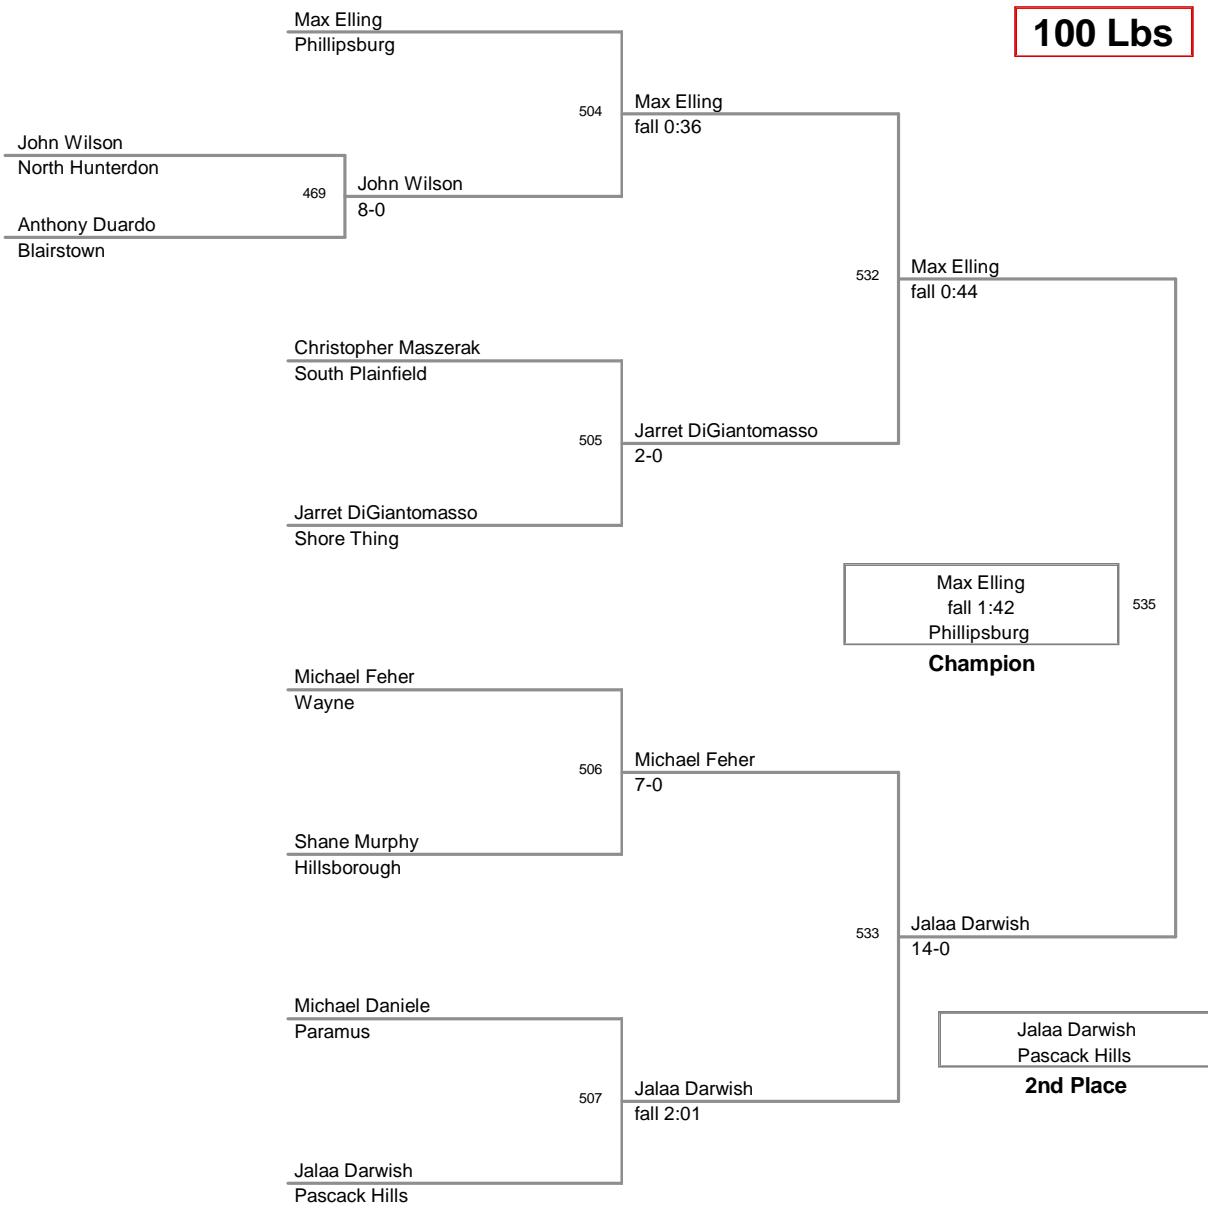 Max Elling
Phillipsburg
100 Lbs
504
Max Elling
fall 0:36
John Wilson
North Hunterdon
469
John Wilson
8-0
Anthony Duardo
Blairstown
532
Max Elling
fall 0:44
Christopher Maszerak
South Plainfield
505
Jarret DiGiantomasso
2-0
Jarret DiGiantomasso
Shore Thing
Max Elling
fall 1:42
Phillipsburg
535
Champion
Michael Feher
Wayne
506
Michael Feher
7-0
Shane Murphy
Hillsborough
533
Jalaa Darwish
14-0
Michael Daniele
Paramus
Jalaa Darwish
Pascack Hills
2nd Place
507
Jalaa Darwish
fall 2:01
Jalaa Darwish
Pascack Hills